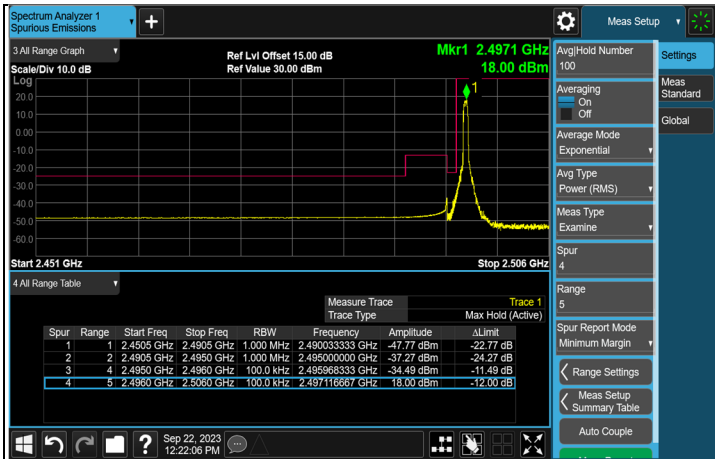 Spectrum Analyzer 1
Spurious Emissions
+
Meas Setup
3 All Range Graph
Ref Lvl Offset 15.00 dB
Mkr1 2.4971 GHz
Scale/Div 10.0 dB
Ref Value 30.00 dBm
18.00 dBm
Log
1
20.0
10.0
0.00
-10.0
-20.0
-30.0
-40.0
-50.0
-60.0
Start 2.451 GHz
Stop 2.506 GHz
4 All Range Table
Measure Trace Trace 1
Trace Type Max Hold (Active)
Spur Range Start Freq Stop Freq RBW Frequency Amplitude ΔLimit
1 1 2.4505 GHz 2.4905 GHz 1.000 MHz 2.490033333 GHz -47.77 dBm -22.77 dB
2 2 2.4905 GHz 2.4950 GHz 1.000 MHz 2.495000000 GHz -37.27 dBm -24.27 dB
3 4 2.4950 GHz 2.4960 GHz 100.0 kHz 2.495968333 GHz -34.49 dBm -11.49 dB
4 5 2.4960 GHz 2.5060 GHz 100.0 kHz 2.497116667 GHz 18.00 dBm -12.00 dB
Avg|Hold Number
100
Averaging
On
Off
Average Mode
Exponential
Avg Type
Power (RMS)
Meas Type
Examine
Spur
4
Range
5
Spur Report Mode
Minimum Margin
Range Settings
Meas Setup
Summary Table
Auto Couple
Settings
Meas
Standard
Global
?
Sep 22, 2023
12:22:06 PM